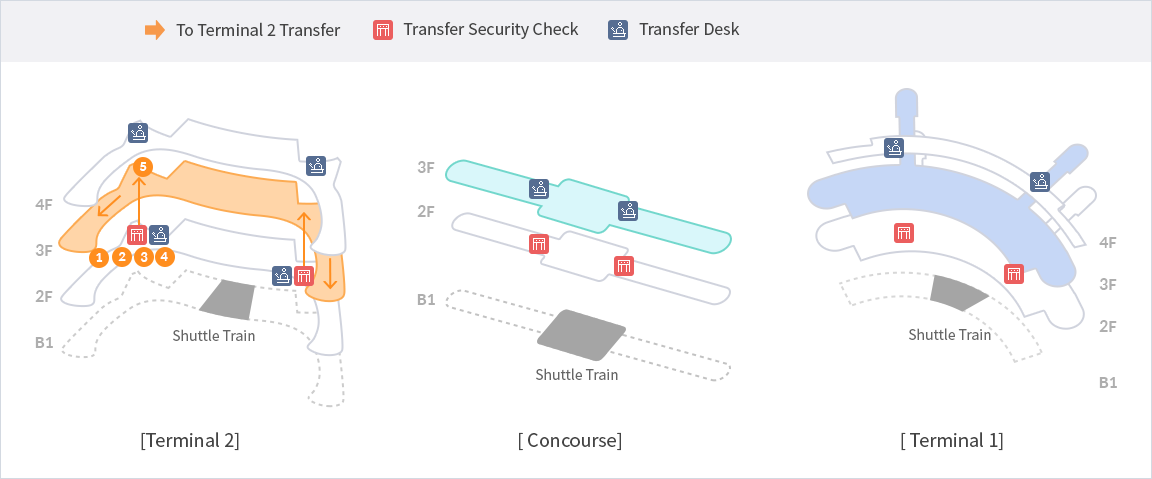 To Terminal 2 Transfer
Transfer Security Check
Transfer Desk
4F
3F
2F
B1
5
1
2
3
4
Shuttle Train
[Terminal 2]
3F
2F
B1
Shuttle Train
[ Concourse]
4F
3F
2F
B1
Shuttle Train
[ Terminal 1]